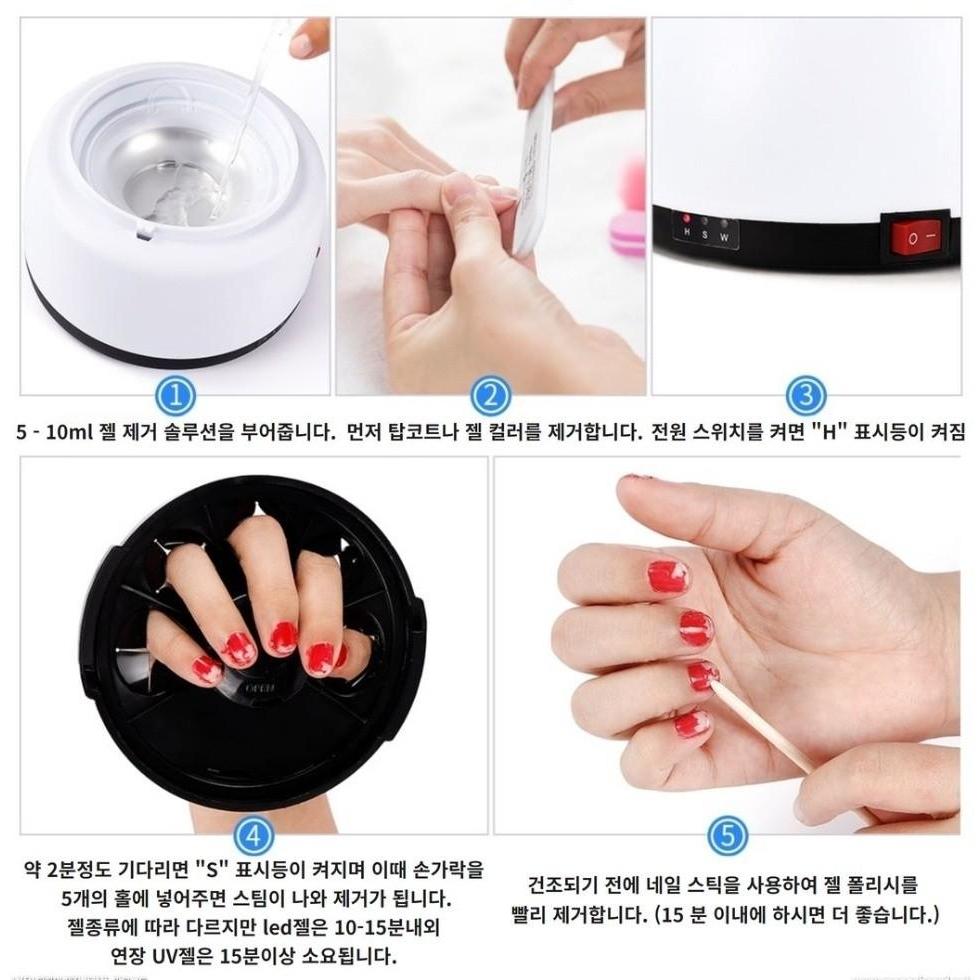 H S W
1
2
3
5 - 10ml 젤 제거 솔루션을 부어줍니다.
먼저 탑코트나 젤 컬러를 제거합니다.
전원 스위치를 켜면 "H" 표시등이 켜짐
OPEN
4
5
약 2분정도 기다리면 "S" 표시등이 켜지며 이때 손가락을
5개의 홀에 넣어주면 스팀이 나와 제거가 됩니다.
젤종류에 따라 다르지만 led젤은 10-15분내외
연장 UV젤은 15분이상 소요됩니다.
건조되기 전에 네일 스틱을 사용하여 젤 폴리시를
빨리 제거합니다. (15 분 이내에 하시면 더 좋습니다.)